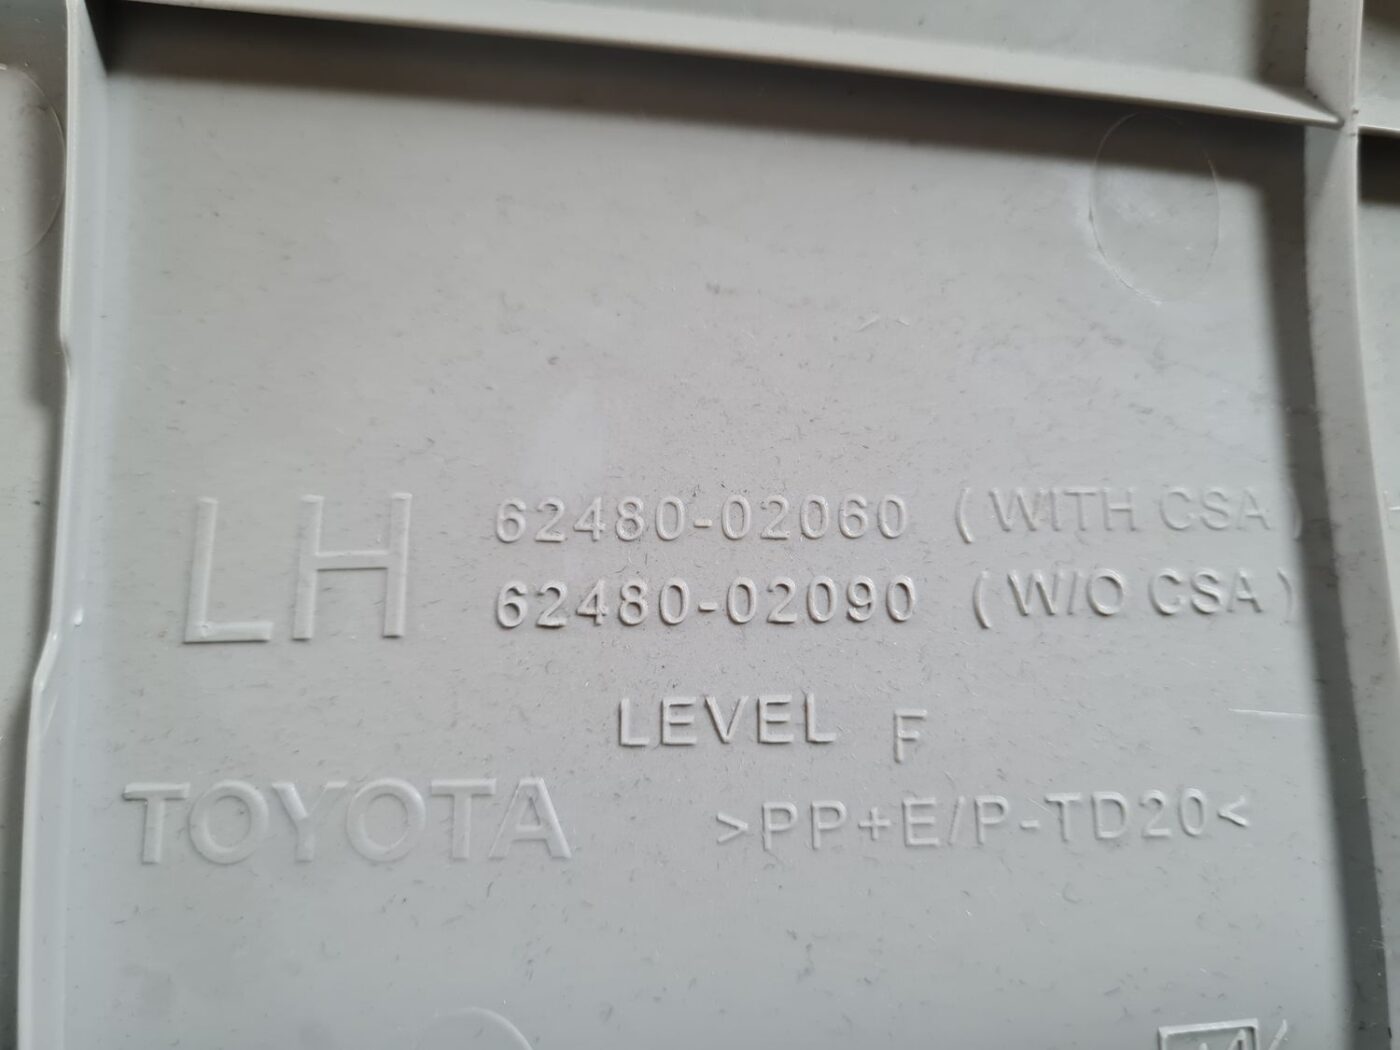 LH 62480-02060 (WITH CSA)
62480-02090 (W/O CSA)
LEVEL F
TOYOTA >PP+E/P-TD20<